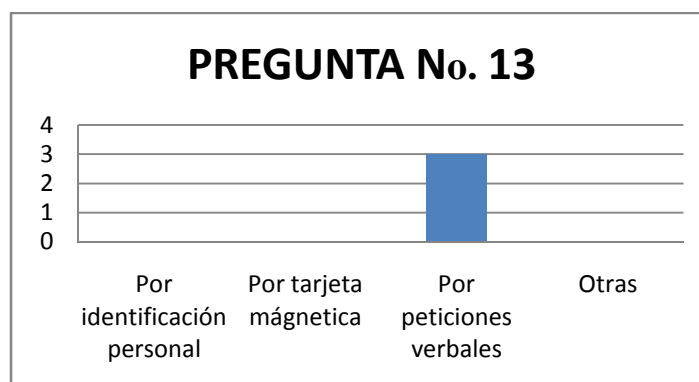 PREGUNTA No. 13
4
3
2
1
0
Por identificación personal
Por tarjeta mágnetica
Por peticiones verbales
Otras